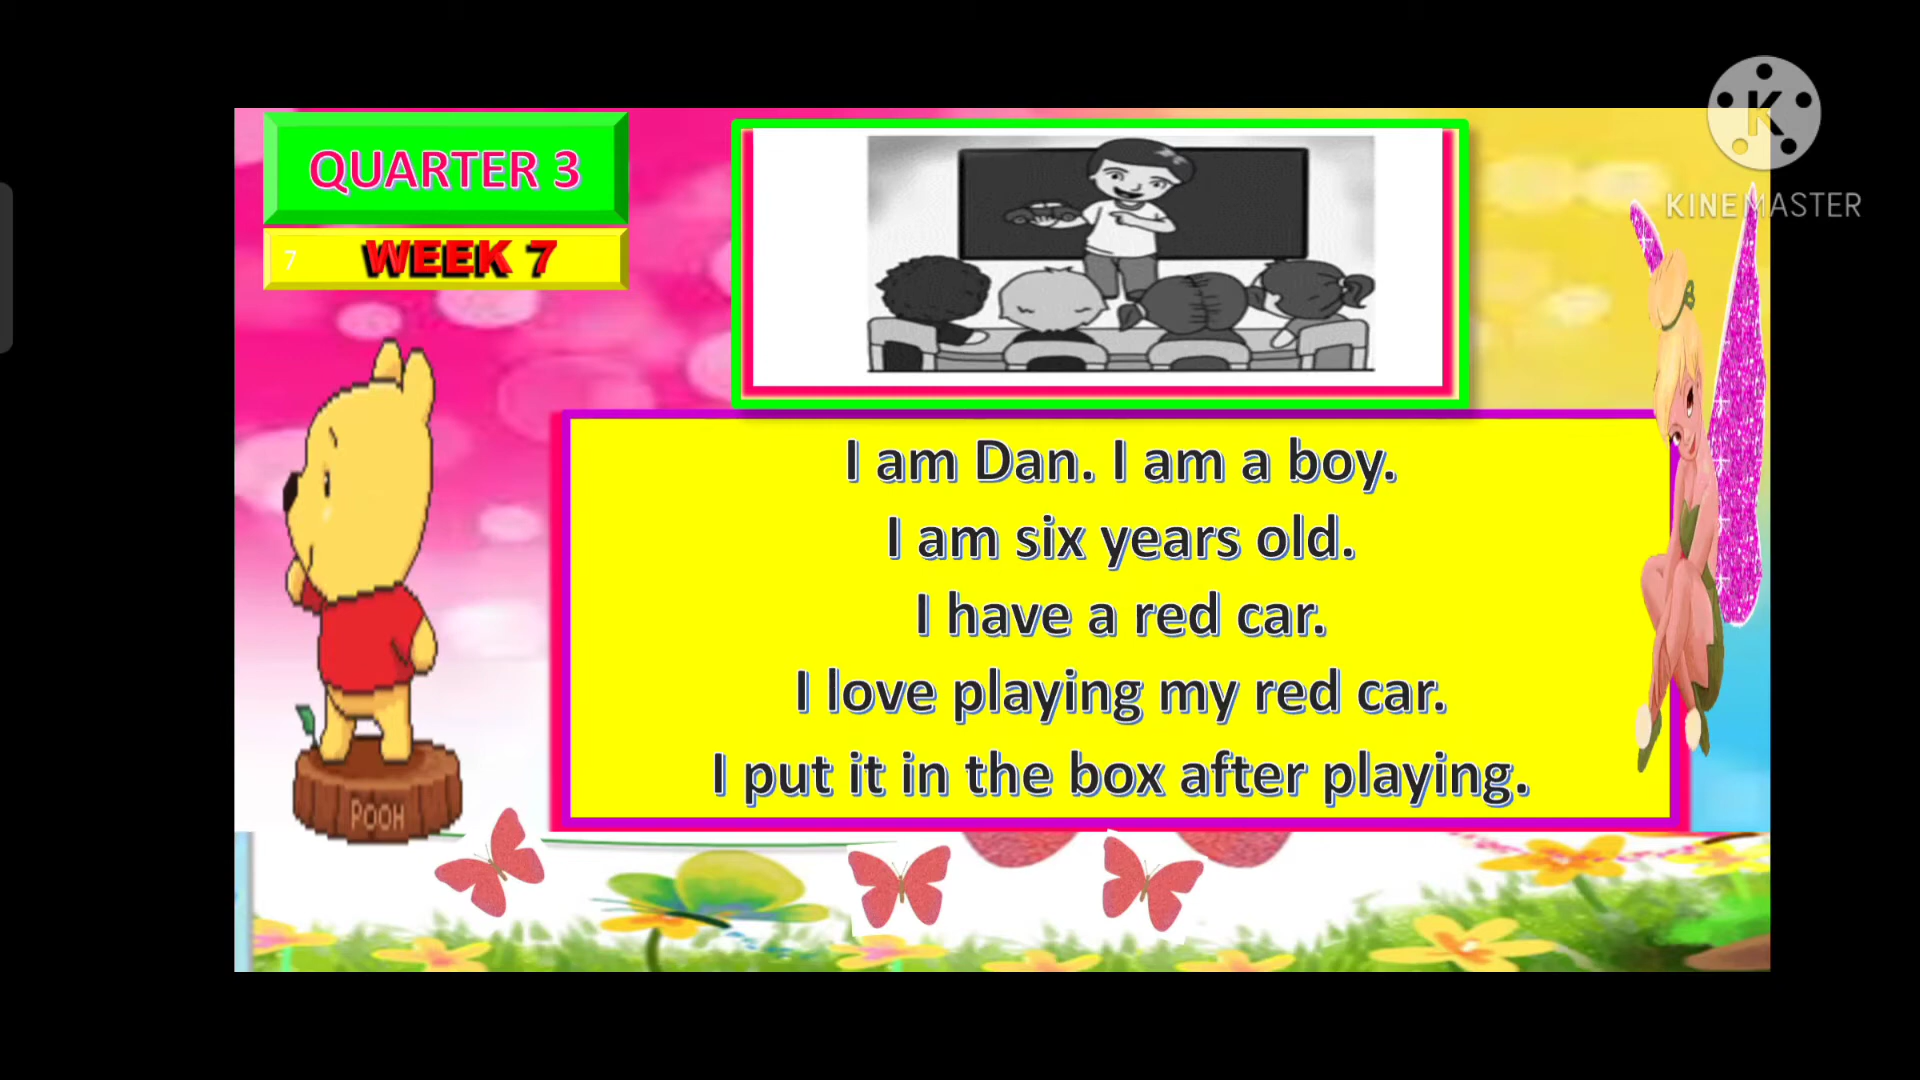 K
KINEMASTER
QUARTER 3
7
WEEK 7
I am Dan. I am a boy.
I am six years old.
I have a red car.
I love playing my red car.
I put it in the box after playing.
POOH